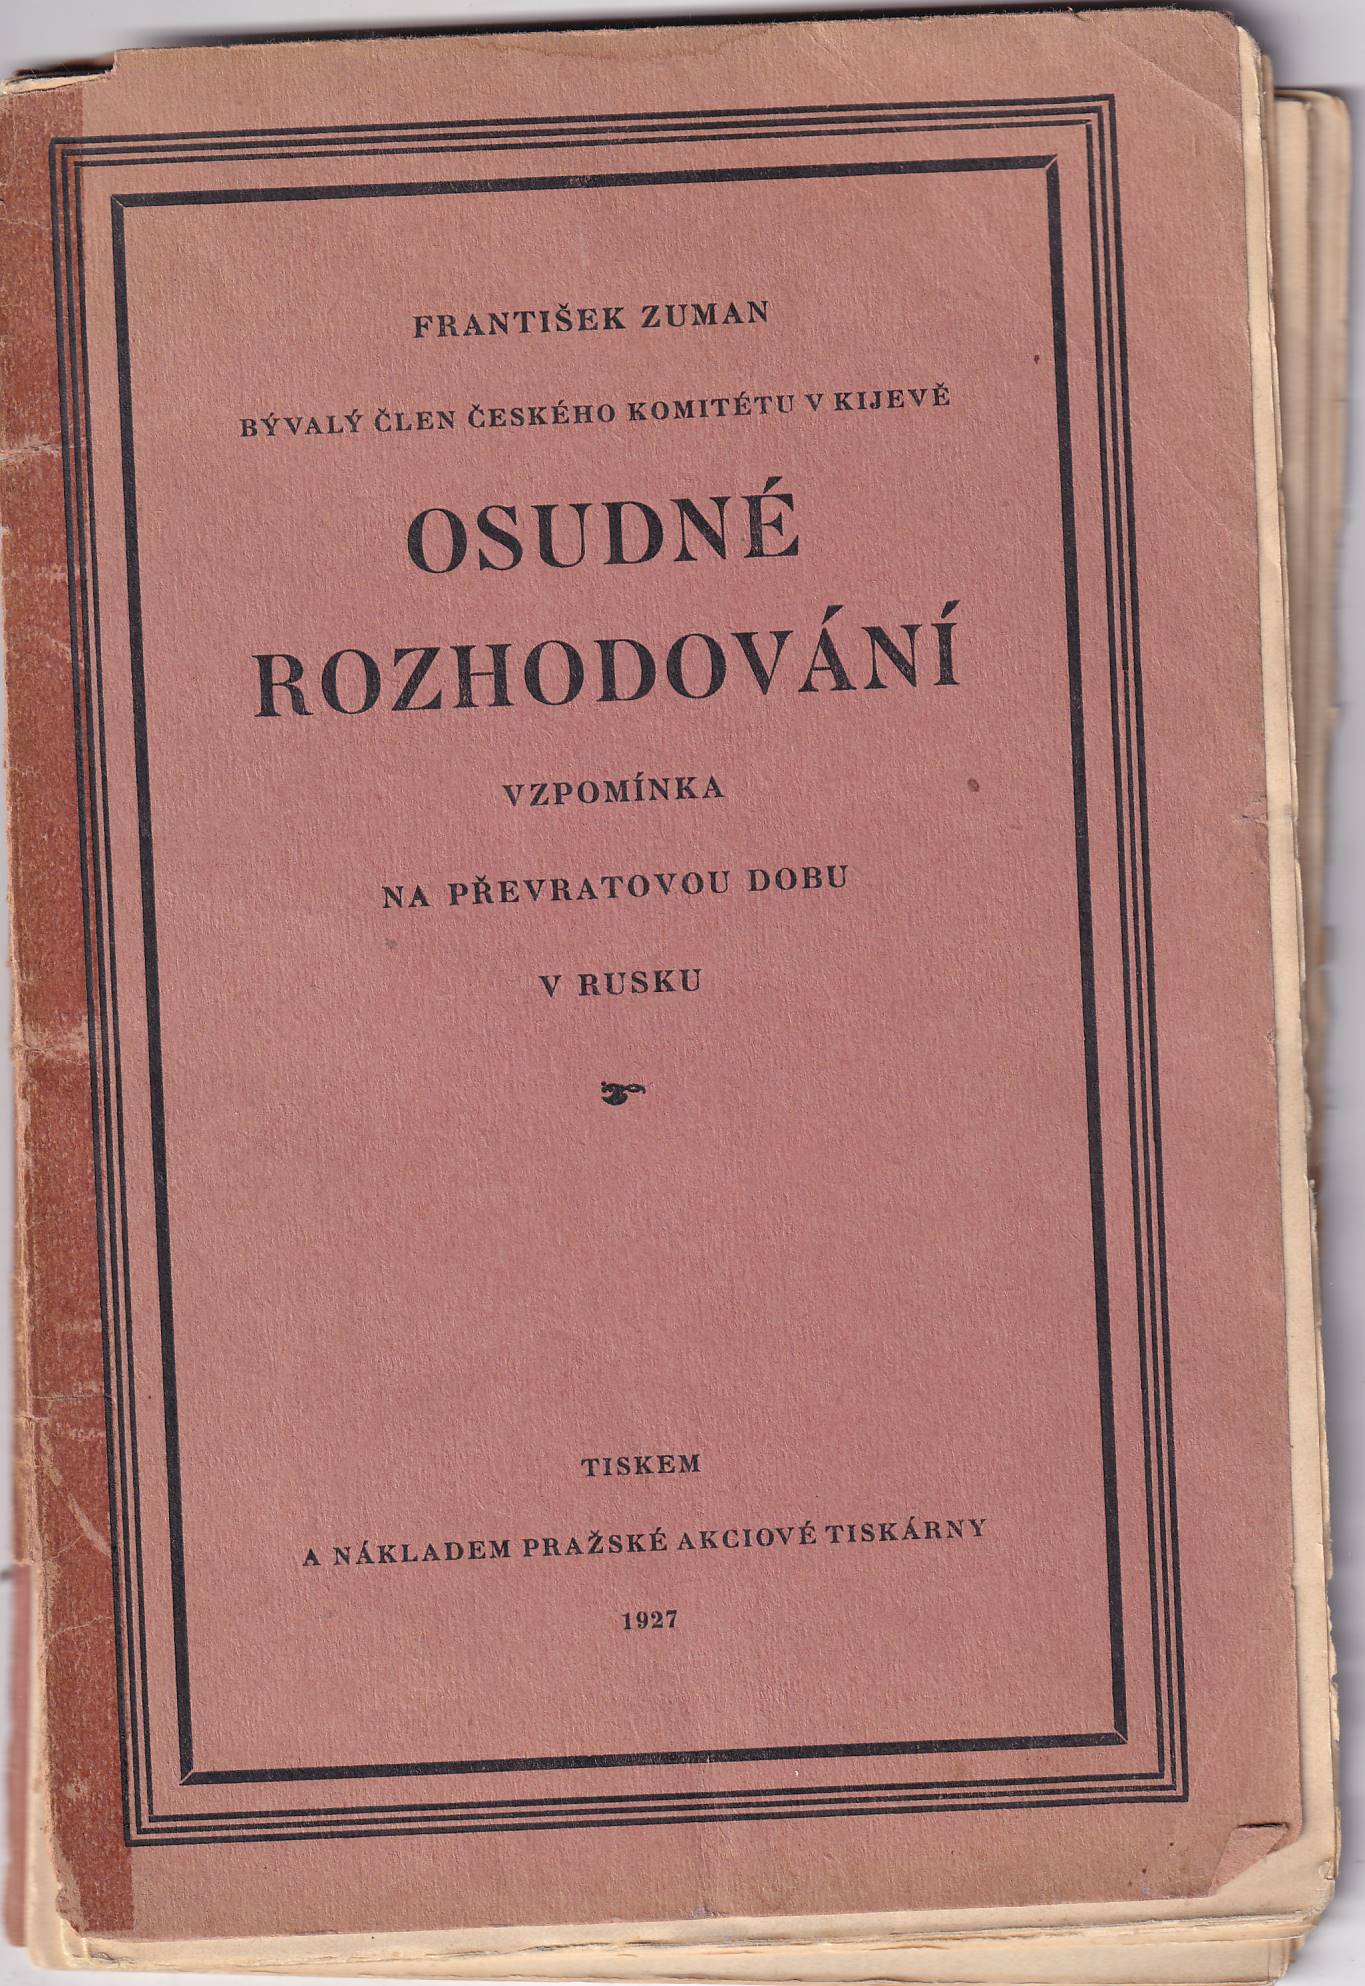 FRANTIŠEK ZUMAN
BÝVALÝ ČLEN ČESKÉHO KOMITÉTU V KIJEVĚ
OSUDNÉ
ROZHODOVÁNÍ
VZPOMÍNKA
NA PŘEVRATOVOU DOBU
V RUSKU
TISKEM
A NÁKLADEM PRAŽSKÉ AKCIOVÉ TISKÁRNY
1927